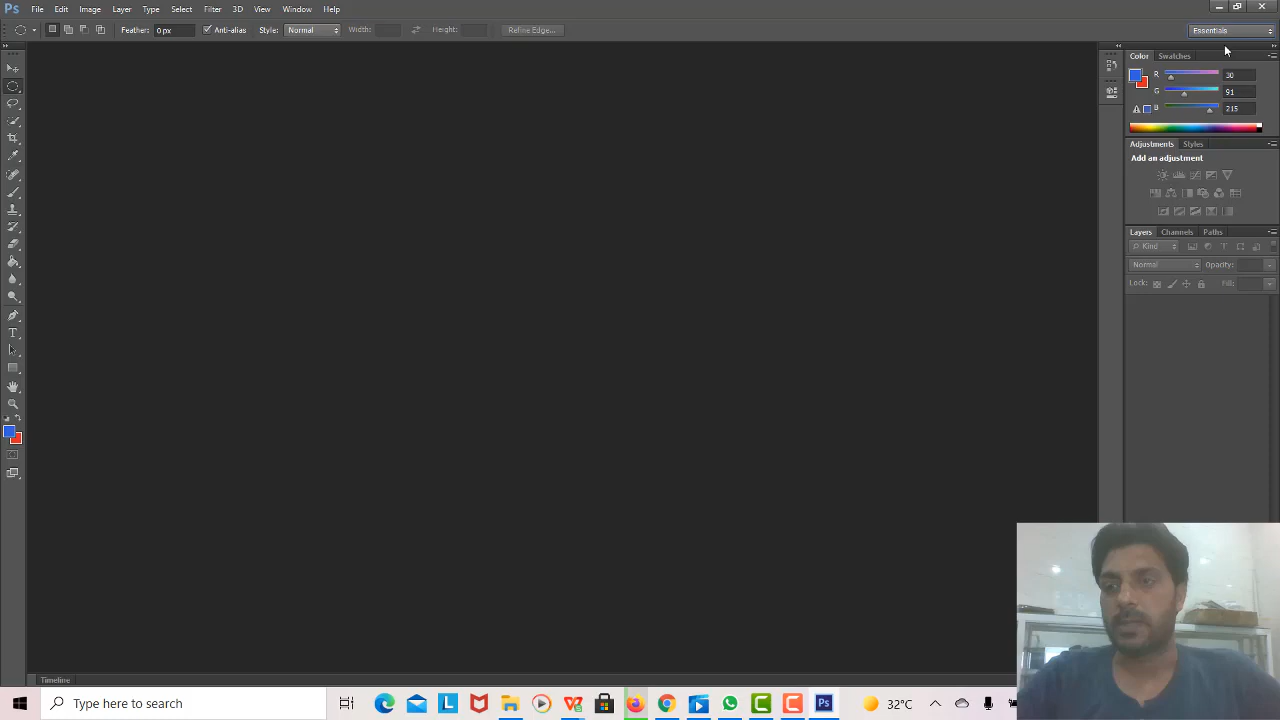 Ps File Edit Image Layer Type Select Filter 3D View Window Help
Feather: 0 px Anti-alias Style: Normal Width: Height: Refine Edge... Essentials
Color Swatches
R 30
G 91
B 215
Adjustments Styles
Add an adjustment
Layers Channels Paths
Kind
Normal Opacity:
Lock: Fill:
Timeline
Type here to search 32°C